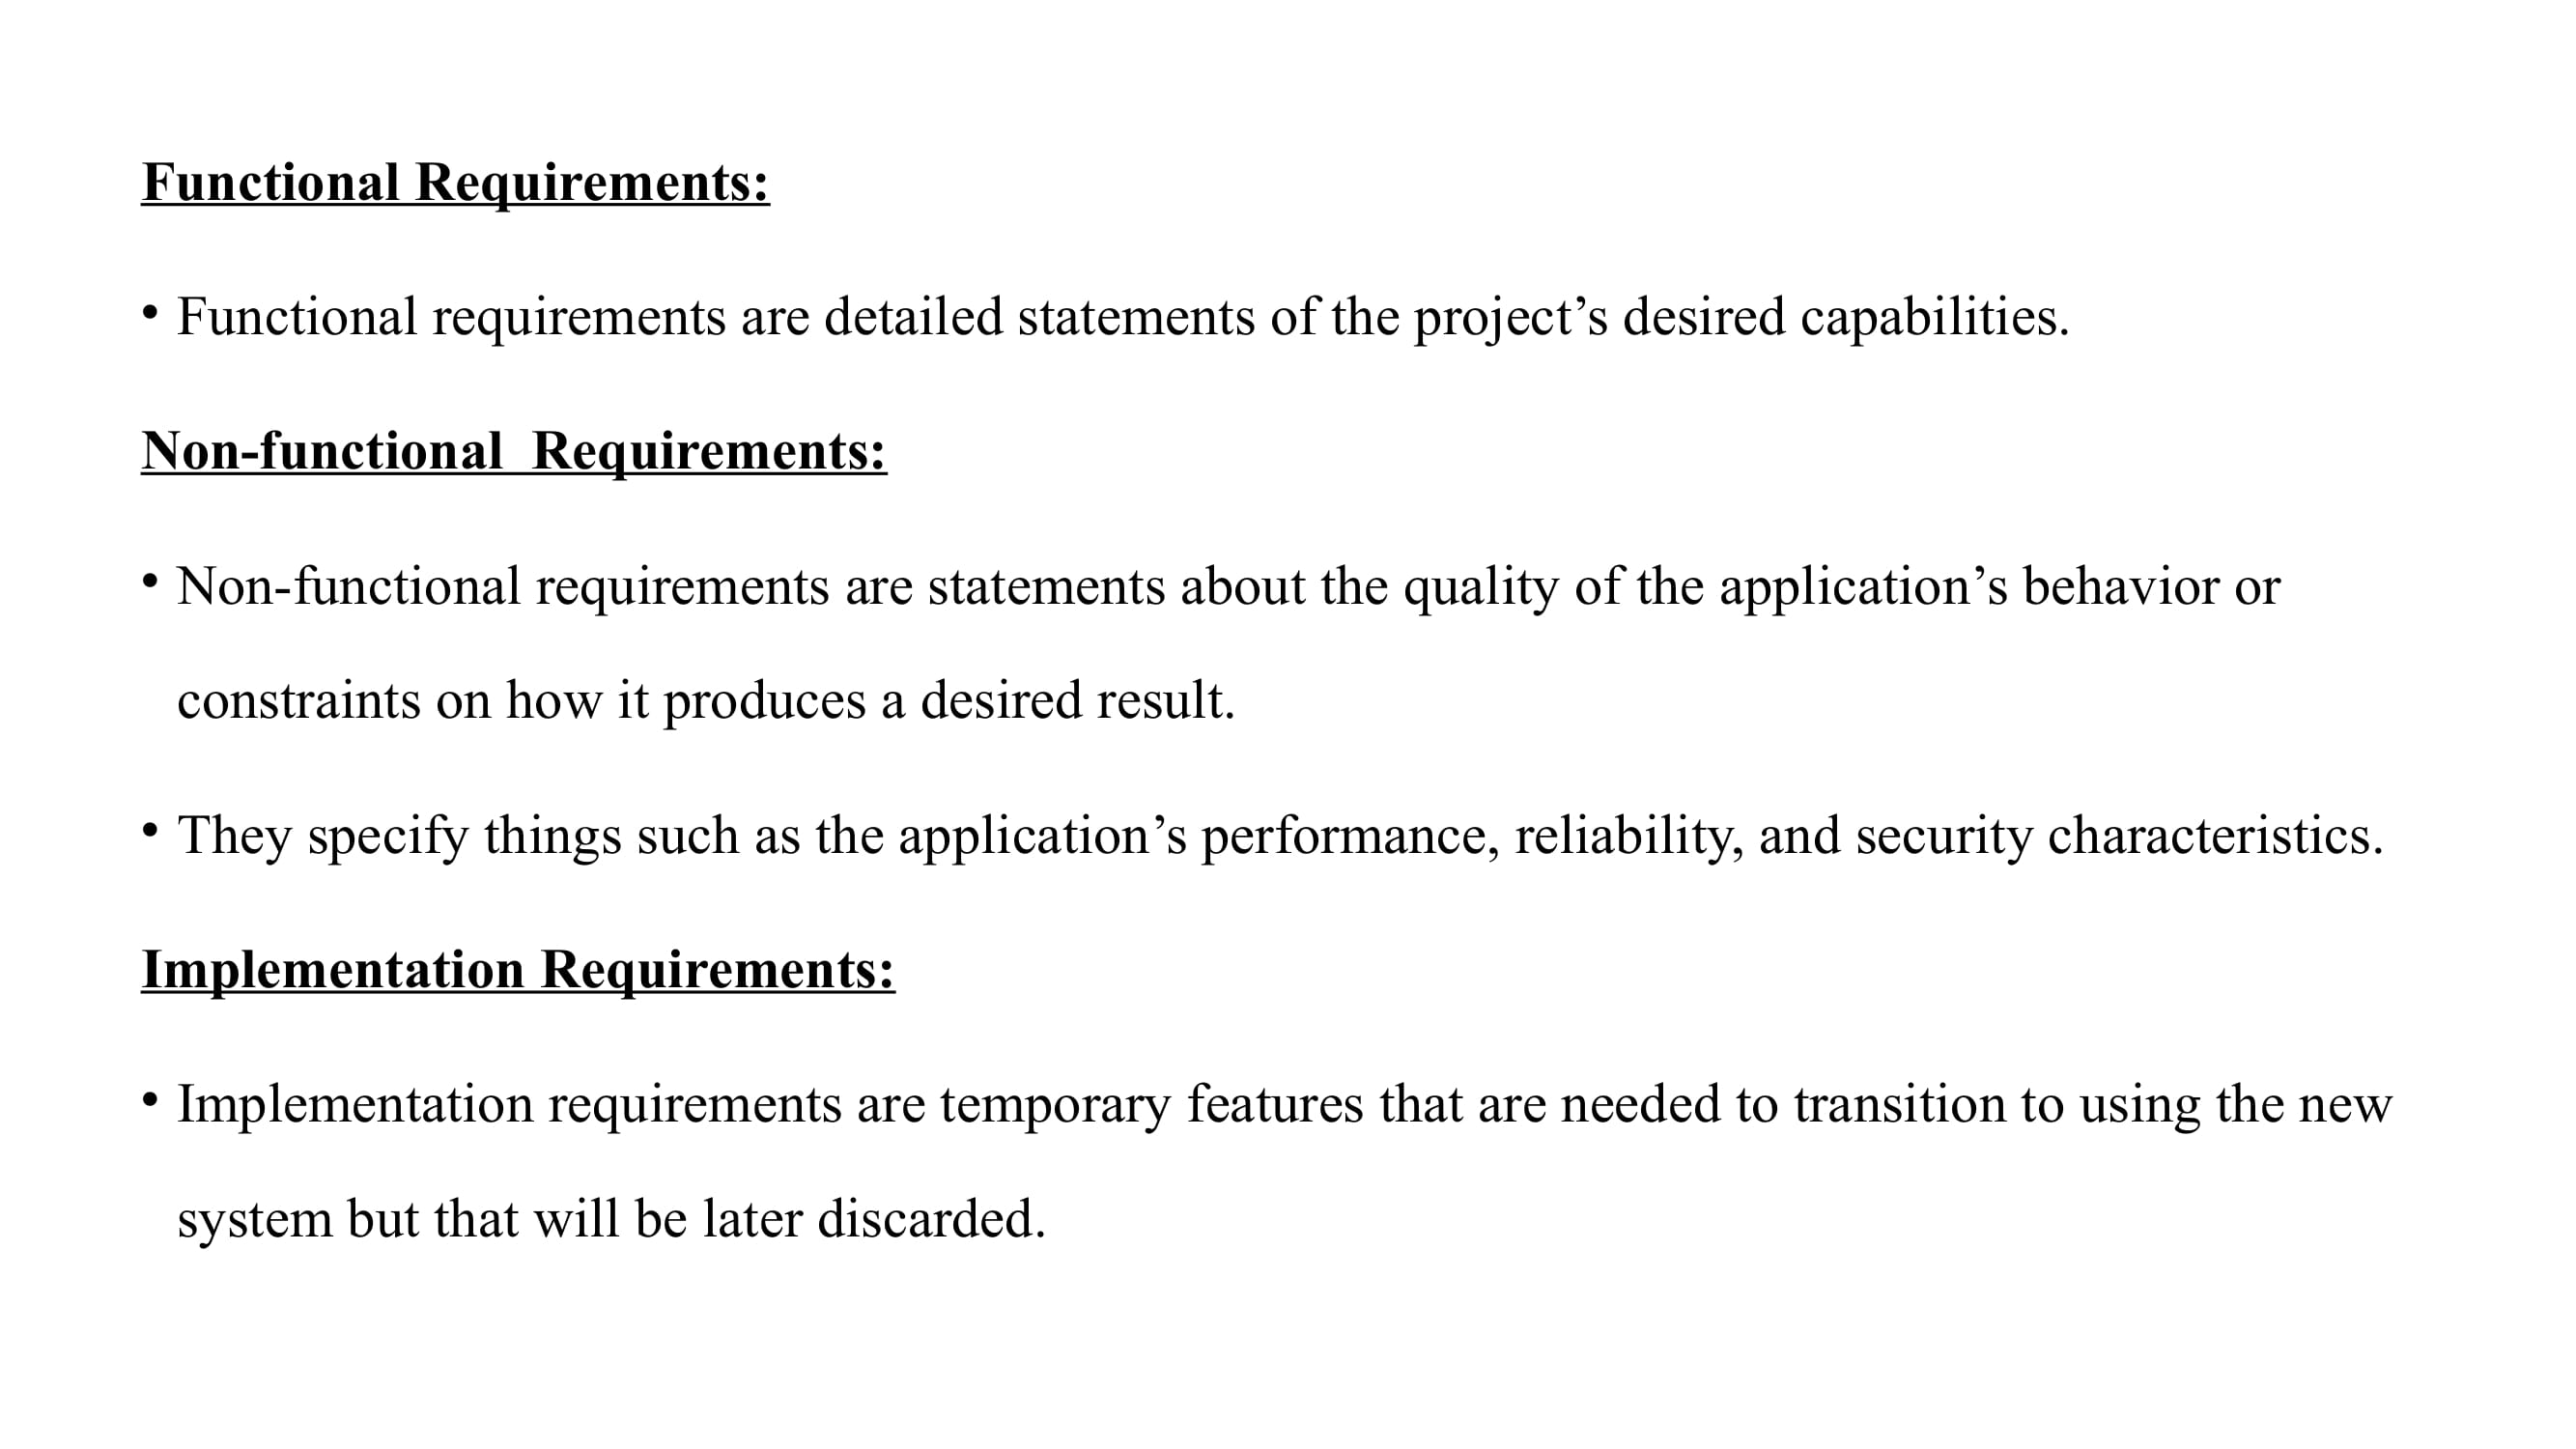 Functional Requirements:
• Functional requirements are detailed statements of the project’s desired capabilities.
Non-functional  Requirements:
• Non-functional requirements are statements about the quality of the application’s behavior or
constraints on how it produces a desired result.
• They specify things such as the application’s performance, reliability, and security characteristics.
Implementation Requirements:
• Implementation requirements are temporary features that are needed to transition to using the new
system but that will be later discarded.